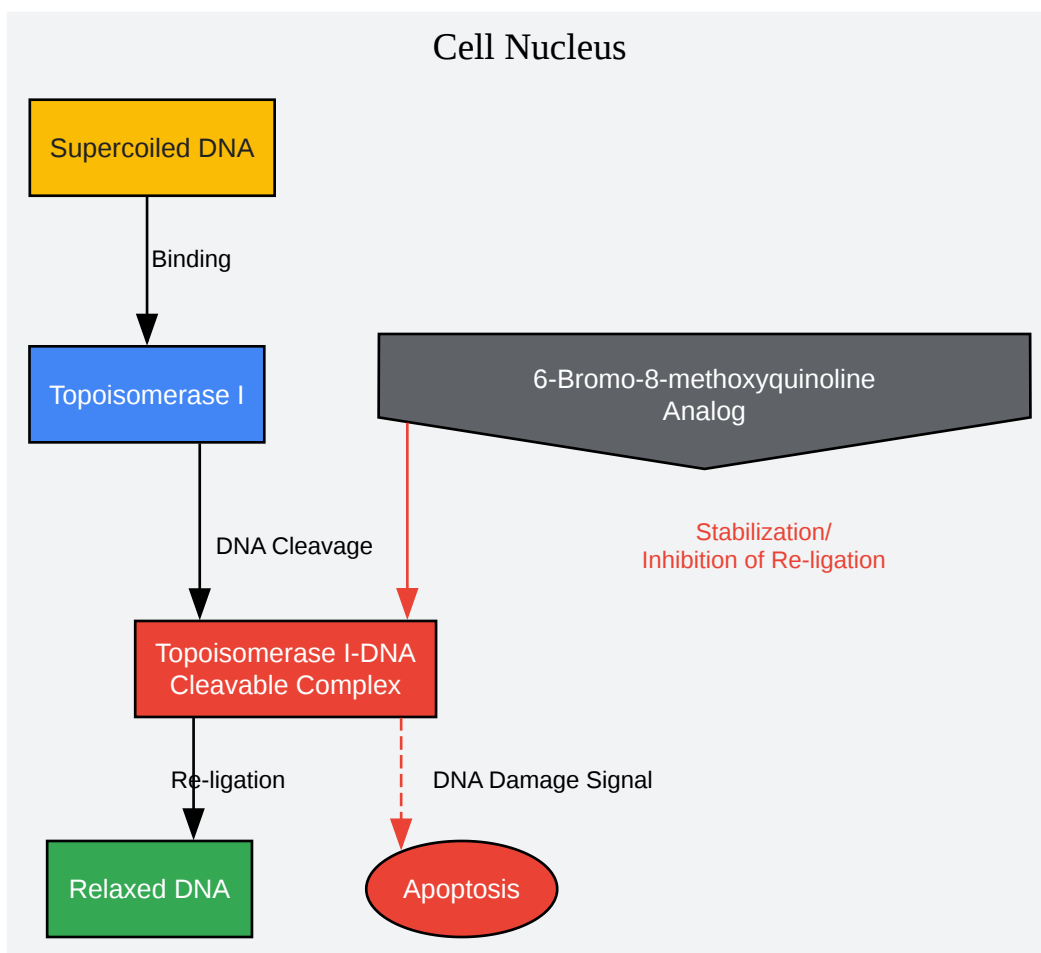 Cell Nucleus
Supercoiled DNA
Binding
Topoisomerase I
6-Bromo-8-methoxyquinoline
Analog
DNA Cleavage
Stabilization/
Inhibition of Re-ligation
Topoisomerase I-DNA
Cleavable Complex
Re-ligation
DNA Damage Signal
Relaxed DNA
Apoptosis